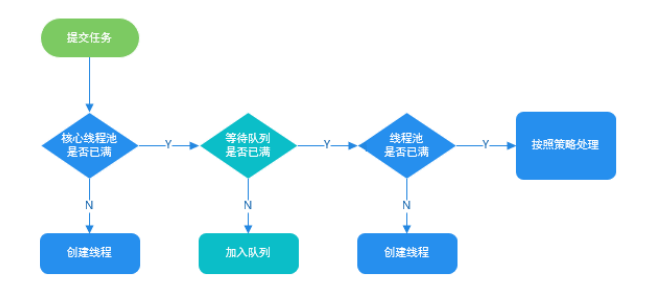 提交任务
核心线程池
是否已满
Y
等待队列
是否已满
Y
线程池
是否已满
Y
按照策略处理
N
N
N
创建线程
加入队列
创建线程